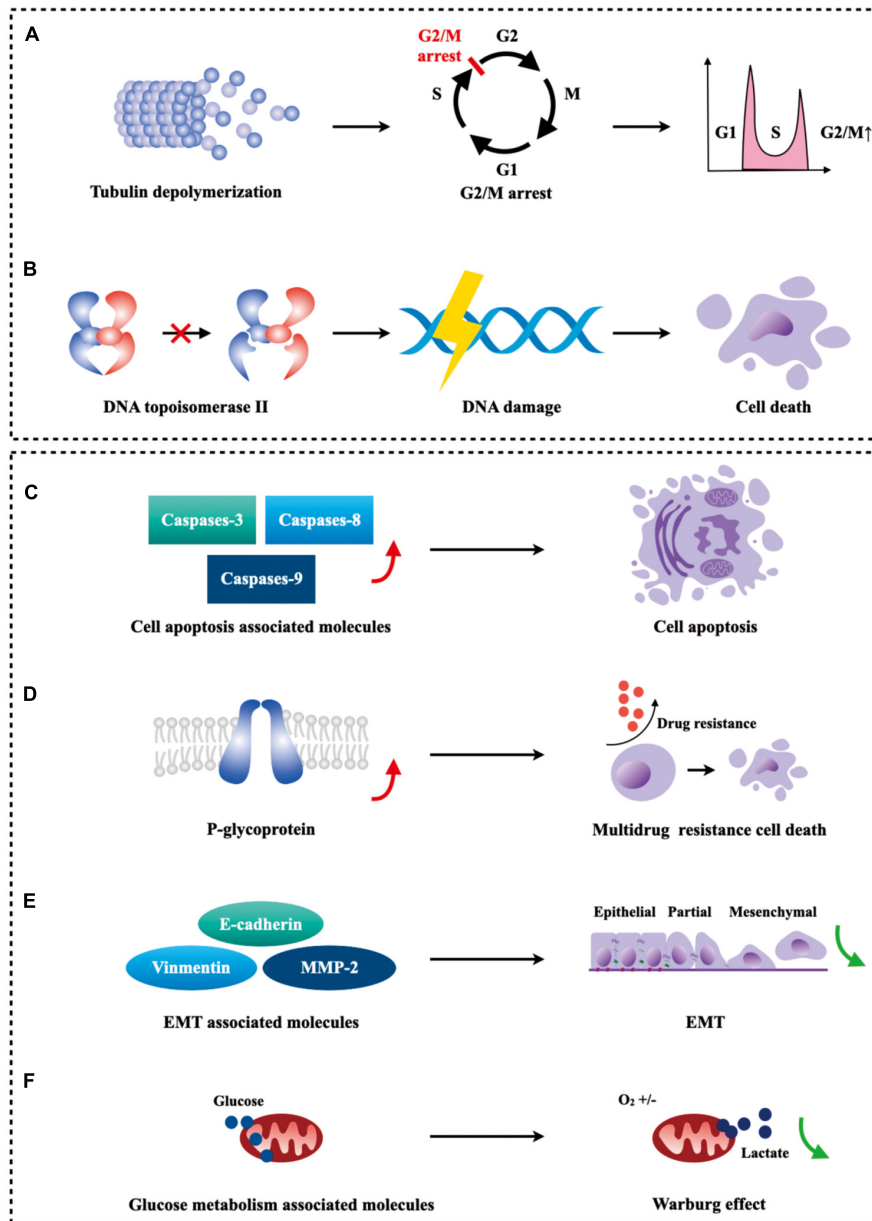 A
G2/M
arrest
G2
S
M
G1
Tubulin depolymerization
G2/M arrest
G1
S
G2/M↑
B
DNA topoisomerase II
DNA damage
Cell death
C
Caspases-3
Caspases-8
Caspases-9
Cell apoptosis associated molecules
Cell apoptosis
D
Drug resistance
P-glycoprotein
Multidrug resistance cell death
E
E-cadherin
Vinmentin
MMP-2
Epithelial
Partial
Mesenchymal
EMT associated molecules
EMT
F
Glucose
O₂ +/-
Lactate
Glucose metabolism associated molecules
Warburg effect